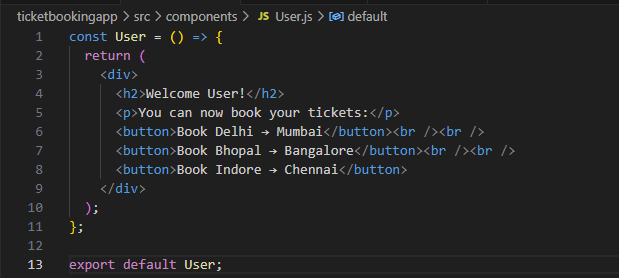 ticketbookingapp > src > components > JS User.js > default
1 const User = () => {
2   return (
3     <div>
4       <h2>Welcome User!</h2>
5       <p>You can now book your tickets:</p>
6       <button>Book Delhi → Mumbai</button><br /><br />
7       <button>Book Bhopal → Bangalore</button><br /><br />
8       <button>Book Indore → Chennai</button>
9     </div>
10   );
11 };
12
13 export default User;